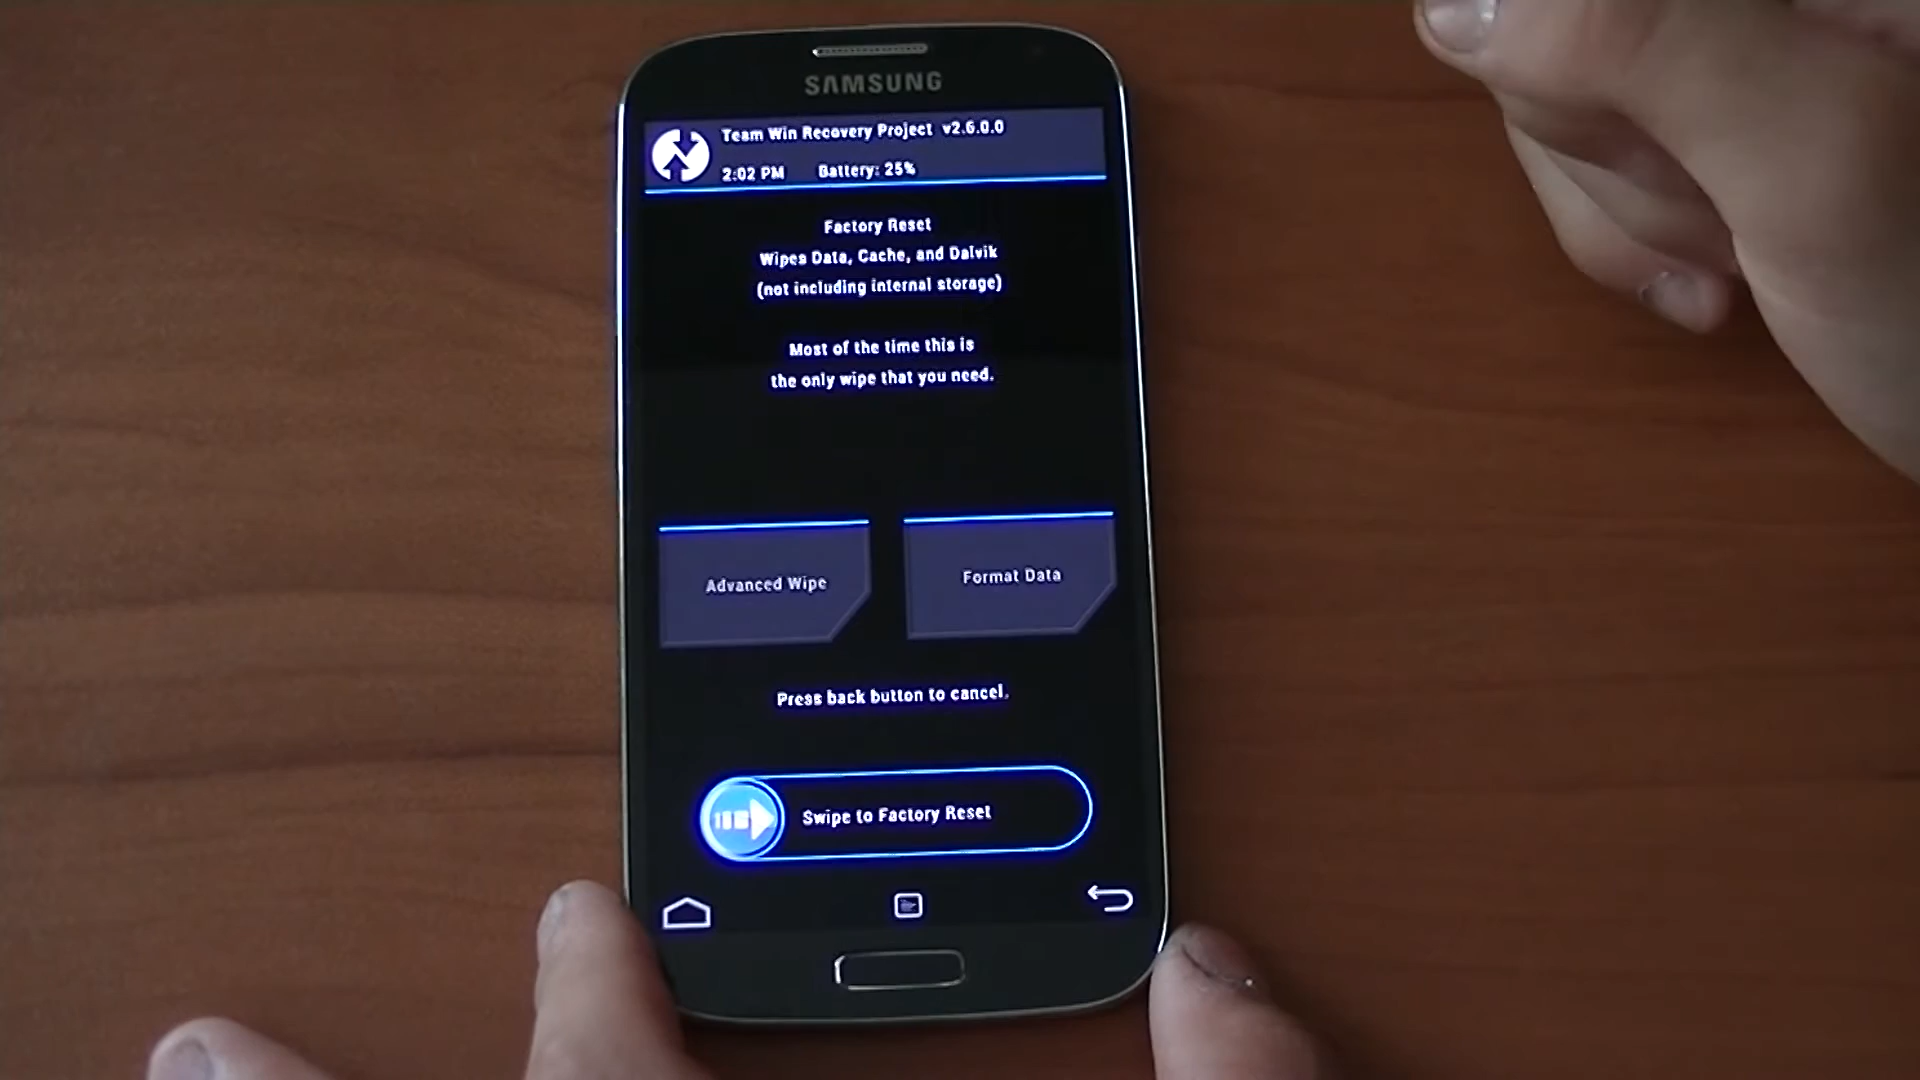 SAMSUNG
Team Win Recovery Project v2.6.0.0
2:02 PM Battery: 25%
Factory Reset
Wipes Data, Cache, and Dalvik
(not including internal storage)
Most of the time this is
the only wipe that you need.
Advanced Wipe
Format Data
Press back button to cancel.
Swipe to Factory Reset